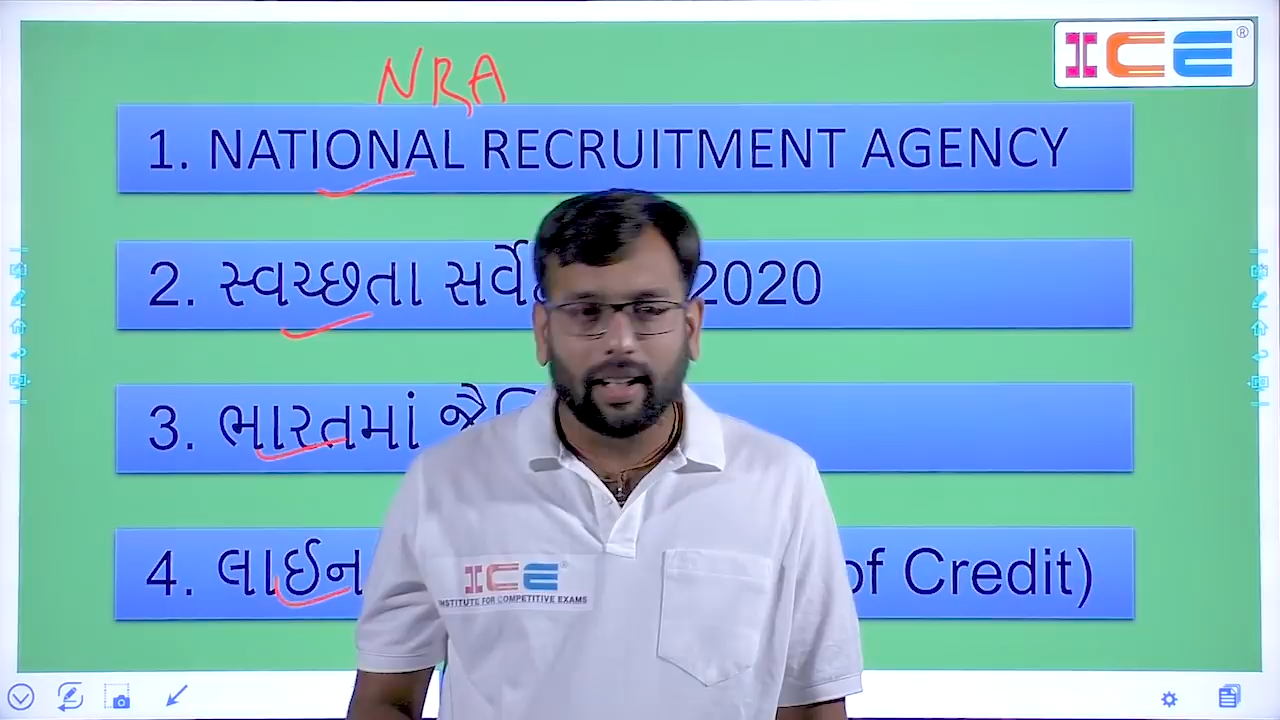 ICE®
NRA
1. NATIONAL RECRUITMENT AGENCY
2. સ્વચ્છતા 2020
3. ભારતમાં
4. લાઈન of Credit)
ICE®
INSTITUTE FOR COMPETITIVE EXAMS